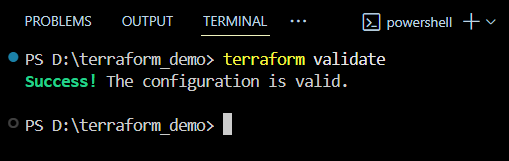 PROBLEMS OUTPUT TERMINAL ... powershell
PS D:\terraform_demo> terraform validate
Success! The configuration is valid.
PS D:\terraform_demo>